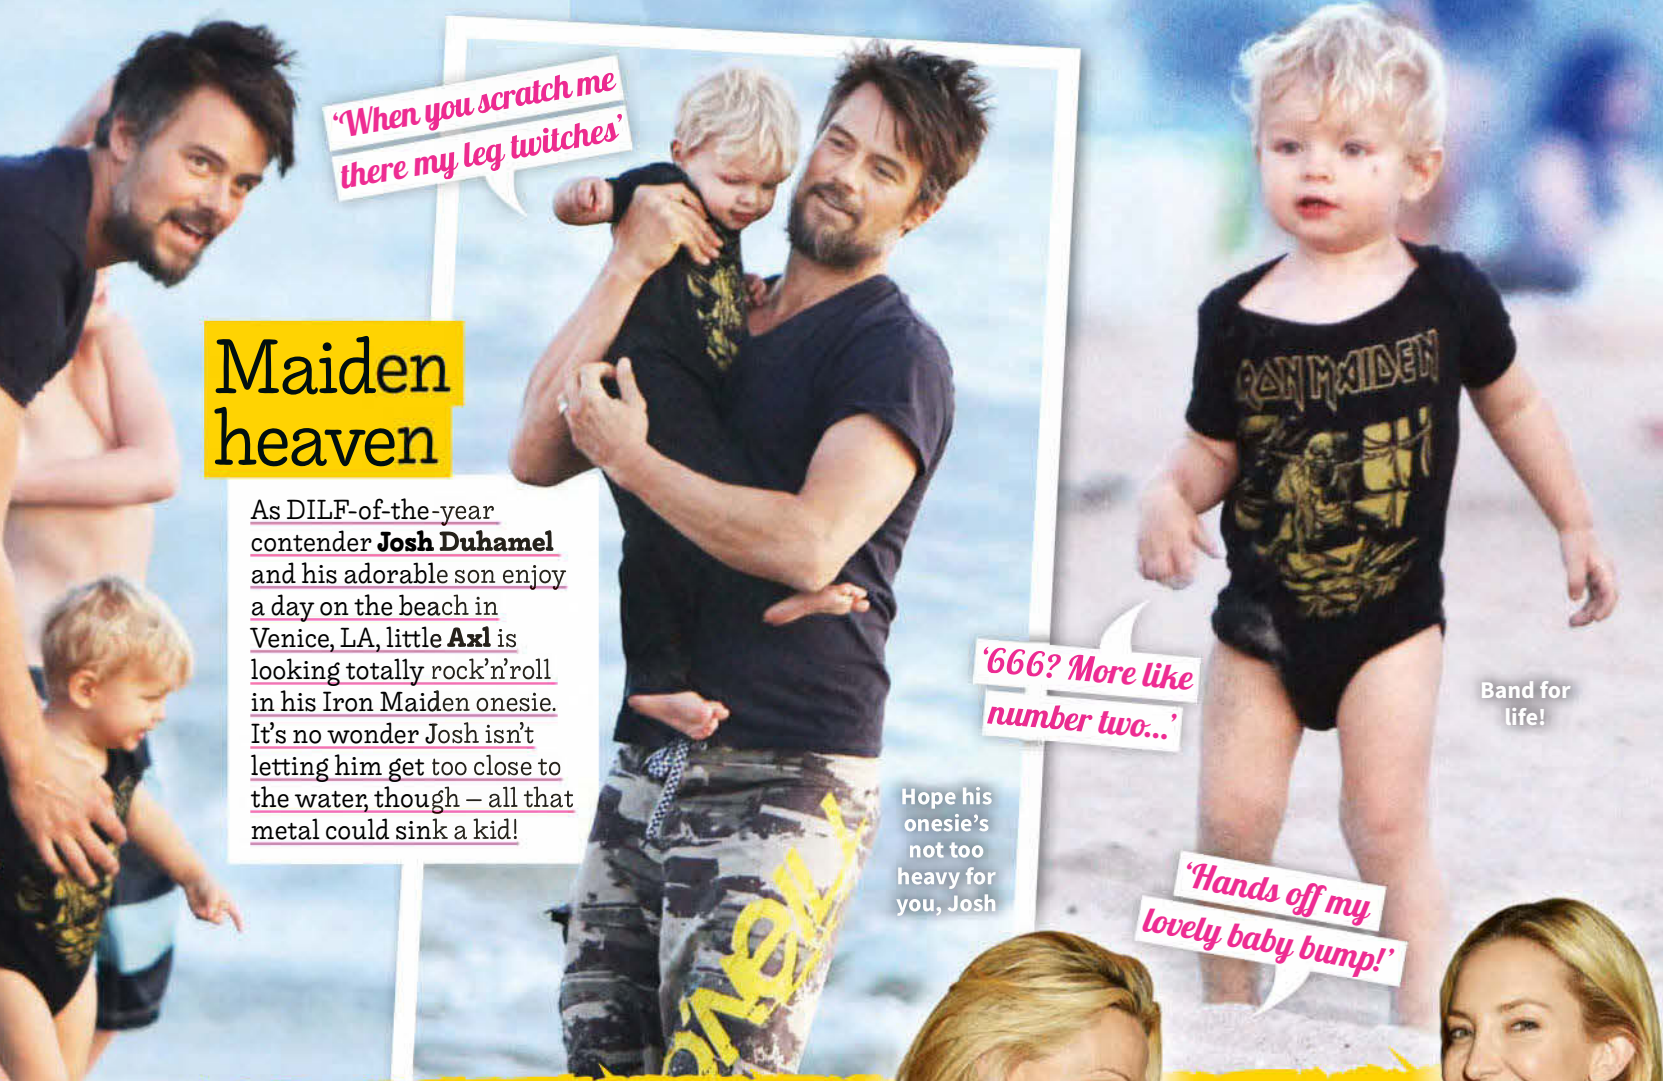 ‘When you scratch me
there my leg twitches’
Maiden
heaven
As DILF-of-the-year
contender Josh Duhamel
and his adorable son enjoy
a day on the beach in
Venice, LA, little Axl is
looking totally rock’n’roll
in his Iron Maiden onesie.
It’s no wonder Josh isn’t
letting him get too close to
the water, though – all that
metal could sink a kid!
Hope his
onesie’s
not too
heavy for
you, Josh
O'NEILL
IRON MAIDEN
‘666? More like
number two...’
Band for
life!
‘Hands off my
lovely baby bump!’